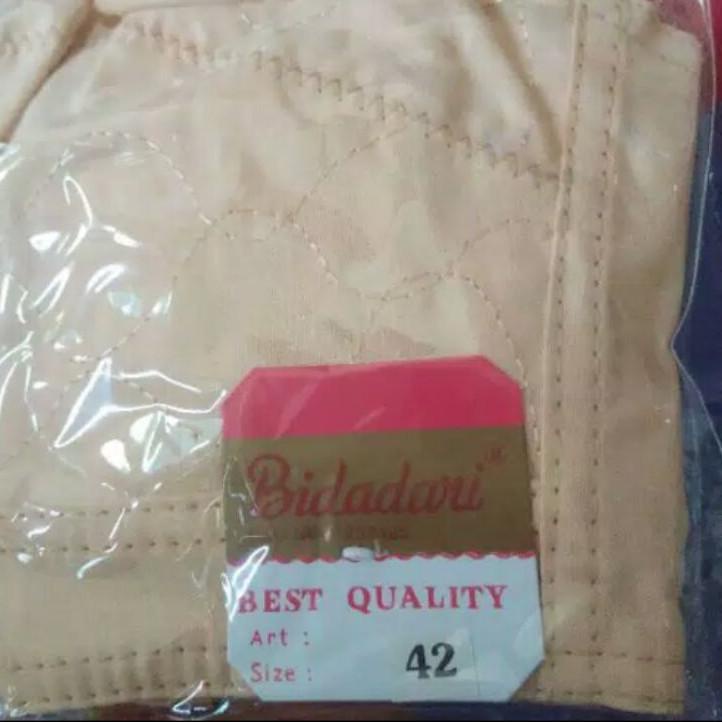 Bidadari
BEST QUALITY
Art :
Size : 42